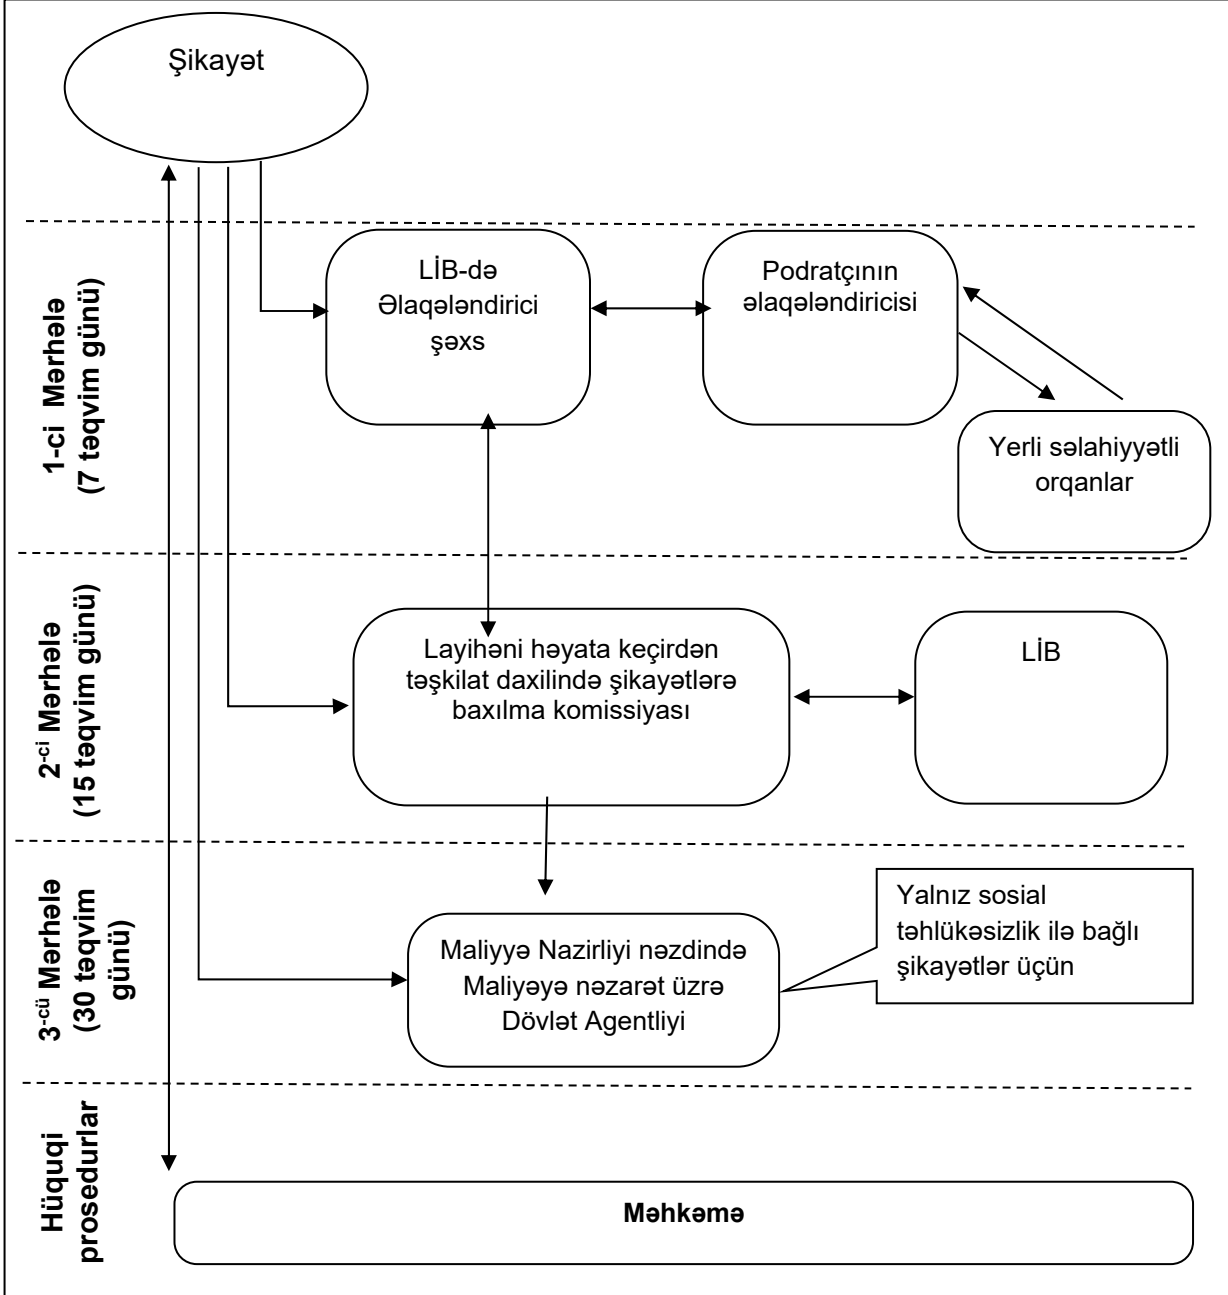 Şikayət
1-ci Mərhələ
(7 təqvim günü)
LİB-də
Əlaqələndirici
şəxs
Podratçının
əlaqələndiricisi
Yerli səlahiyyətli
orqanlar
2-ci Mərhələ
(15 təqvim günü)
Layihəni həyata keçirdən
təşkilat daxilində şikayətlərə
baxılma komissiyası
LİB
3-cü Mərhələ
(30 təqvim
günü)
Maliyyə Nazirliyi nəzdində
Maliyəyə nəzarət üzrə
Dövlət Agentliyi
Yalnız sosial
təhlükəsizlik ilə bağlı
şikayətlər üçün
Hüquqi
prosedurlar
Məhkəmə